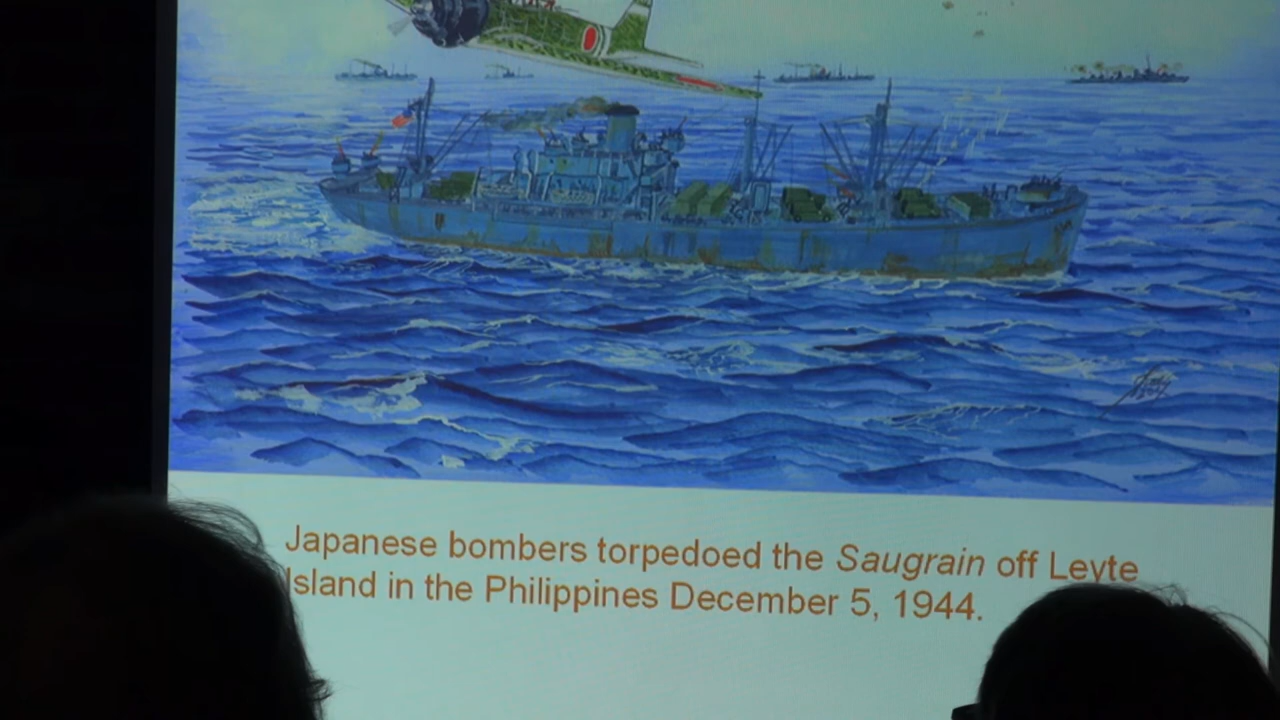 Japanese bombers torpedoed the Saugrain off Leyte
Island in the Philippines December 5, 1944.